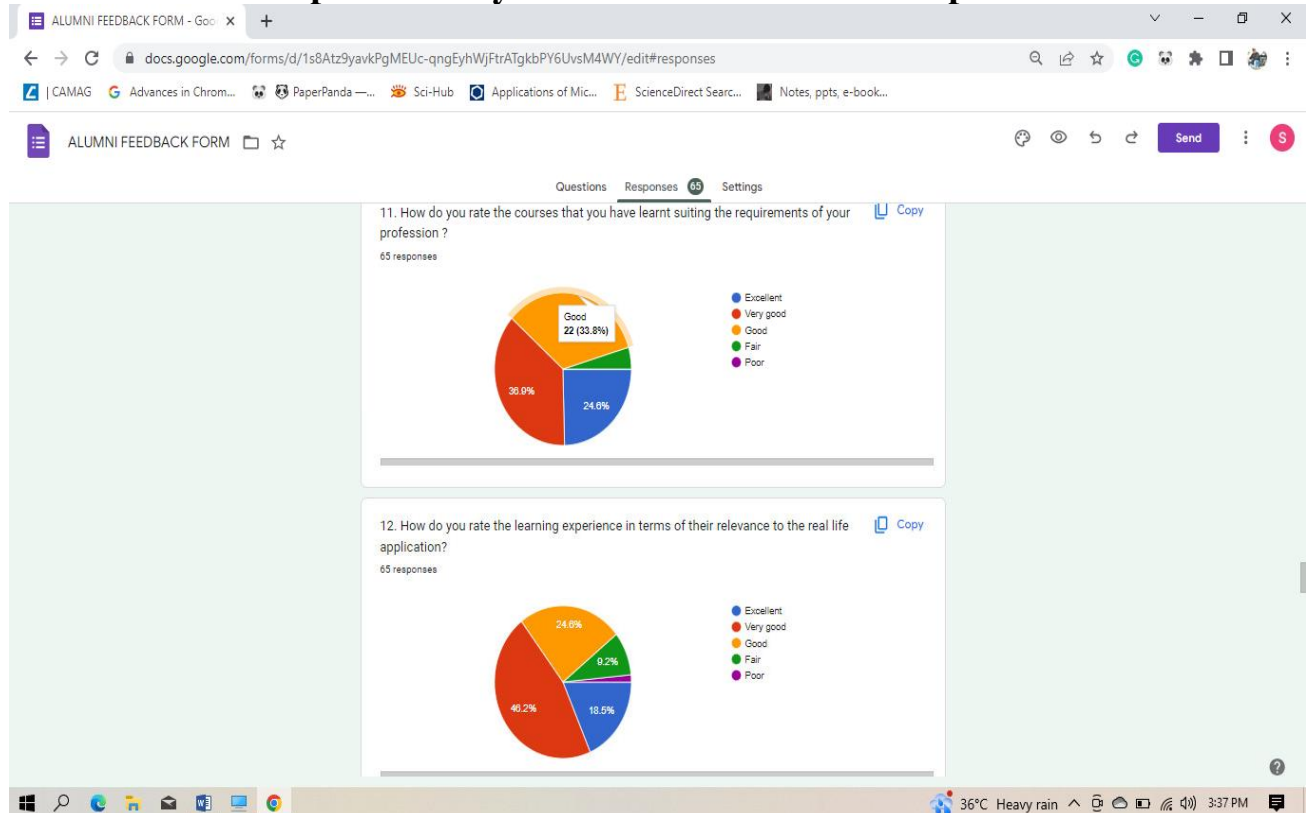 ALUMNI FEEDBACK FORM - Goo
docs.google.com/forms/d/1s8Atz9yavkPgMEUc-qngEyhWjFtrATgkbPY6UvsM4WY/edit#responses
| CAMAG Advances in Chrom... PaperPanda —... Sci-Hub Applications of Mic... ScienceDirect Searc... Notes, ppts, e-book...
ALUMNI FEEDBACK FORM Send S
Questions Responses 65 Settings
11. How do you rate the courses that you have learnt suiting the requirements of your Copy
profession ?
65 responses
Excellent
Very good
Good
Fair
Poor
Good
22 (33.8%)
36.9%
24.6%
12. How do you rate the learning experience in terms of their relevance to the real life Copy
application?
65 responses
Excellent
Very good
Good
Fair
Poor
24.6%
9.2%
46.2%
18.5%
36°C Heavy rain 3:37 PM